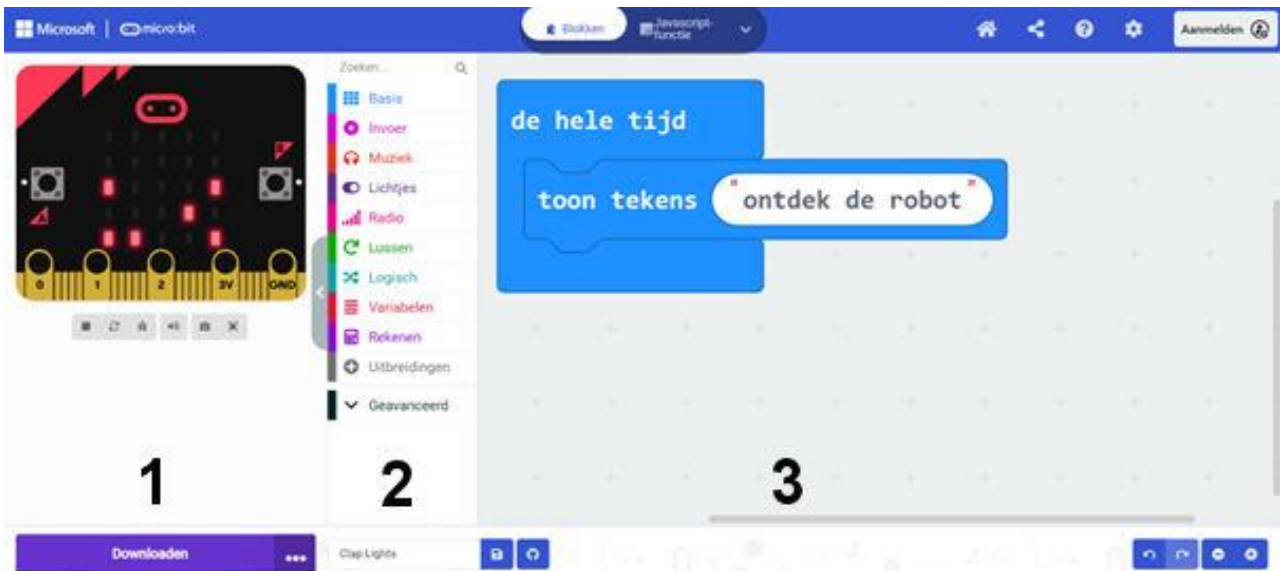 Microsoft | micro:bit
Blokken
Javascript-
functie
Aanmelden
Zoeken...
Basis
Invoer
Muziek
Lichtjes
Radio
Lussen
Logisch
Variabelen
Rekenen
Uitbreidingen
Geavanceerd
0 1 2 3V GND
de hele tijd
toon tekens "ontdek de robot"
1
2
3
Downloaden
Clap Lights